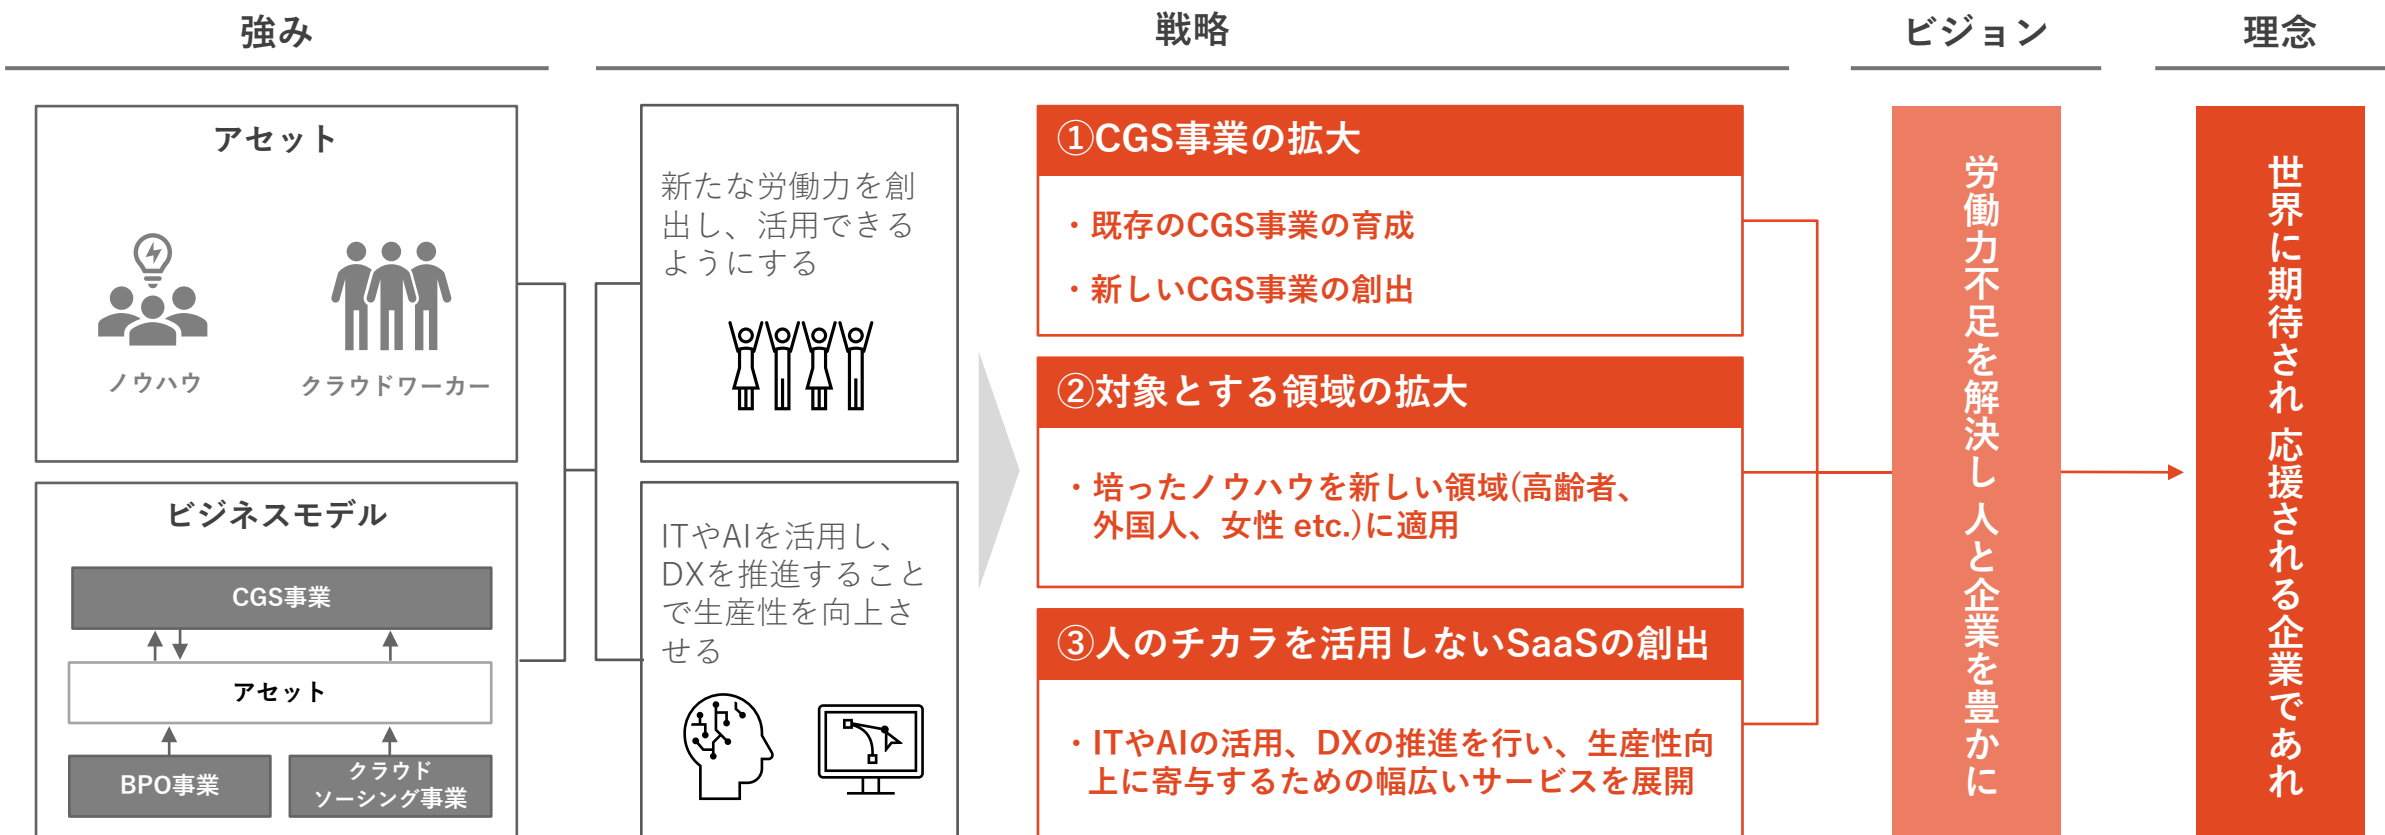 強み
戦略
ビジョン
理念
アセット
ノウハウ
クラウドワーカー
ビジネスモデル
CGS事業
アセット
BPO事業
クラウド
ソーシング事業
新たな労働力を創
出し、活用できる
ようにする
ITやAIを活用し、
DXを推進すること
で生産性を向上さ
せる
①CGS事業の拡大
・既存のCGS事業の育成
・新しいCGS事業の創出
②対象とする領域の拡大
・培ったノウハウを新しい領域(高齢者、
外国人、女性 etc.)に適用
③人のチカラを活用しないSaaSの創出
・ITやAIの活用、DXの推進を行い、生産性向
上に寄与するための幅広いサービスを展開
労働力不足を解決し 人と企業を豊かに
世界に期待され 応援される企業であれ